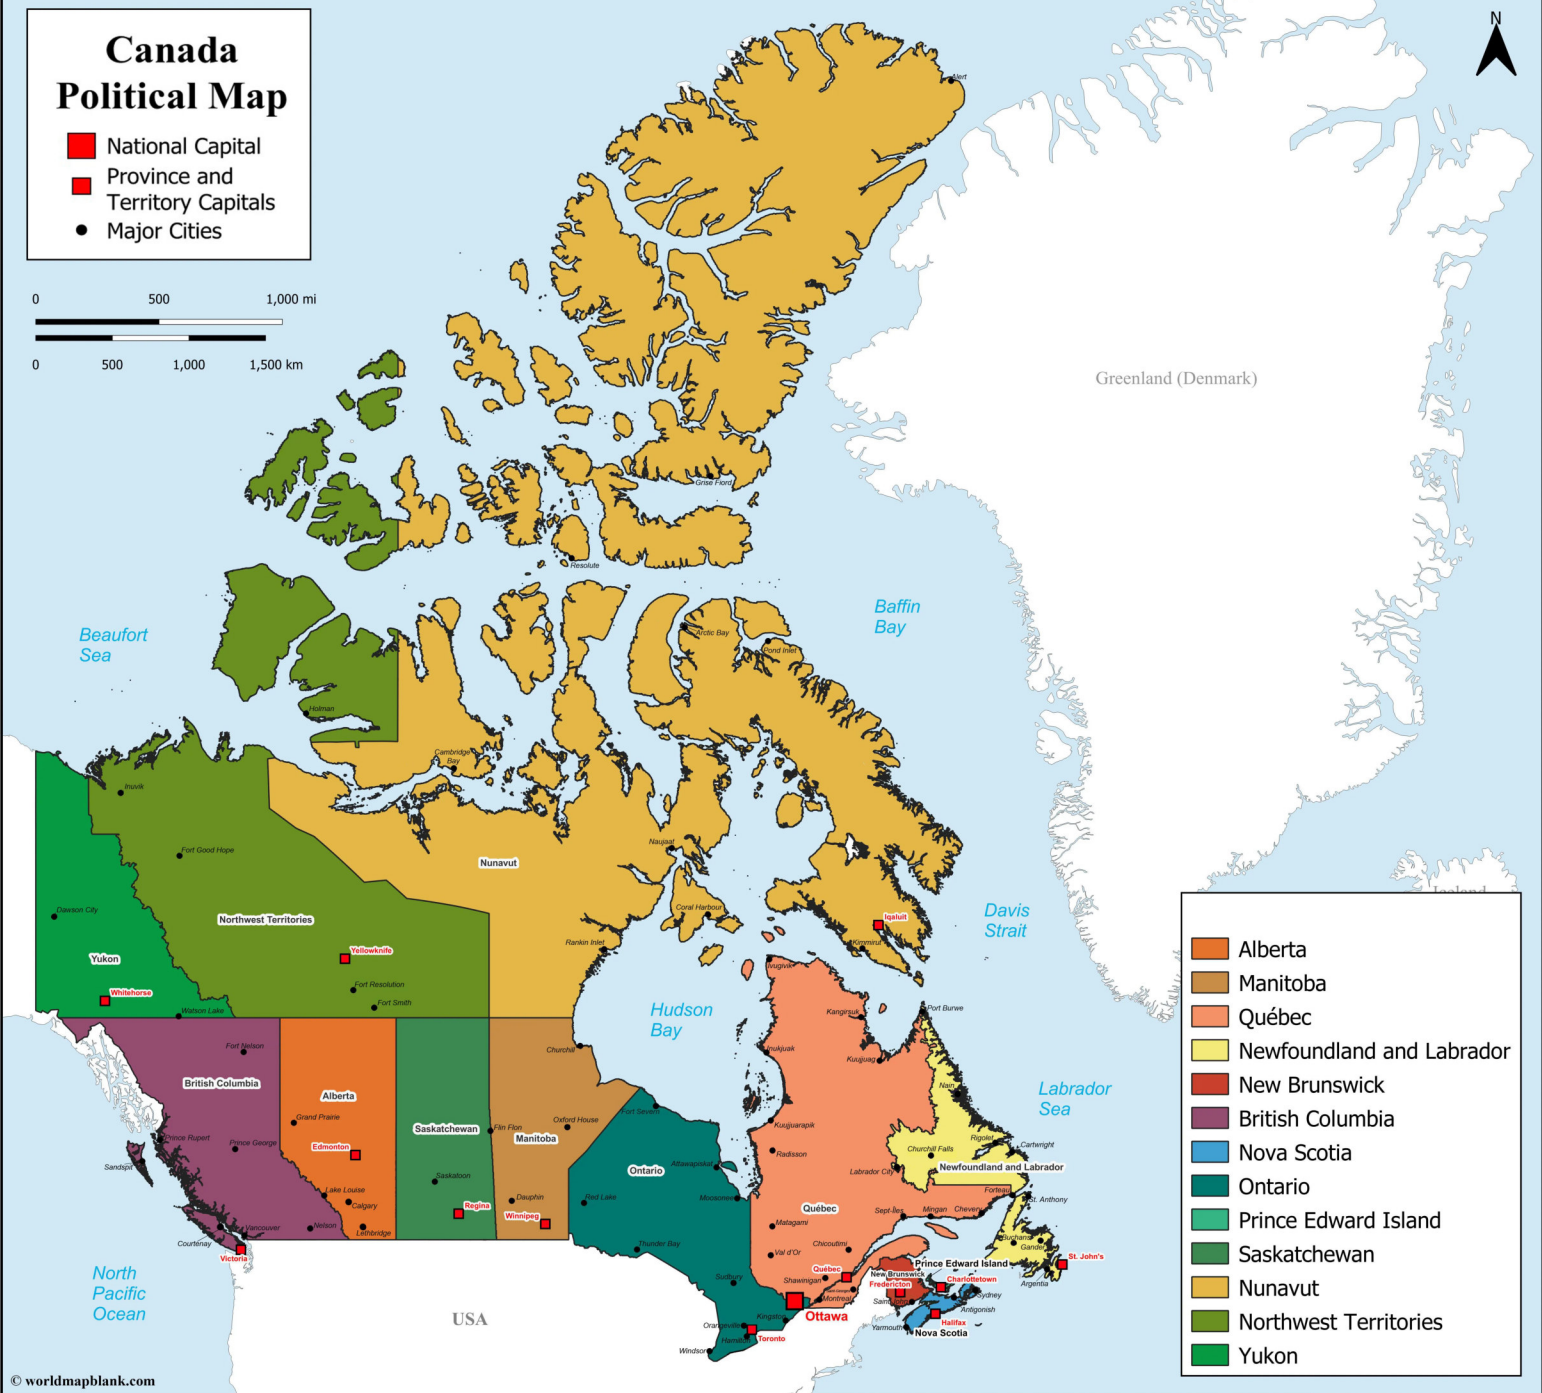 Canada
Political Map
National Capital
Province and
Territory Capitals
Major Cities
N
0 500 1,000 mi
0 500 1,000 1,500 km
Alert
Greenland (Denmark)
Grise Fiord
Resolute
Beaufort
Sea
Baffin
Bay
Arctic Bay
Pond Inlet
Holman
Cambridge
Bay
Inuvik
Fort Good Hope
Nunavut
Naujaat
Iceland
Dawson City
Northwest Territories
Coral Harbour
Iqaluit
Davis
Strait
Rankin Inlet
Kimmirut
Yukon
Yellowknife
Ivugivik
Whitehorse
Fort Resolution
Fort Smith
Watson Lake
Hudson
Bay
Kangirsuk
Port Burwe
Fort Nelson
Churchill
Inukjuak
Kuujjuaq
British Columbia
Alberta
Nain
Labrador
Sea
Grand Prairie
Fort Severn
Saskatchewan
Flin Flon
Oxford House
Manitoba
Kuujjuarapik
Prince Rupert
Prince George
Edmonton
Radisson
Rigolet
Cartwright
Churchill Falls
Sandspit
Ontario
Attawapiskat
Labrador City
Newfoundland and Labrador
Saskatoon
Lake Louise
Calgary
Dauphin
Red Lake
Moosonee
Forteau
St. Anthony
Regina
Winnipeg
Québec
Sept-Îles
Mingan
Chevery
Vancouver
Nelson
Lethbridge
Matagami
Courtenay
Victoria
Thunder Bay
Val d'Or
Chicoutimi
Buchans
Gander
St. John's
Prince Edward Island
Québec
Shawinigan
New Brunswick
Charlottetown
Argentia
Sudbury
Fredericton
Sydney
North
Pacific
Ocean
Montreal
Saint John
Antigonish
USA
Kingston
Ottawa
Orangeville
Hamilton
Toronto
Yarmouth
Halifax
Nova Scotia
Windsor
Alberta
Manitoba
Québec
Newfoundland and Labrador
New Brunswick
British Columbia
Nova Scotia
Ontario
Prince Edward Island
Saskatchewan
Nunavut
Northwest Territories
Yukon
© worldmapblank.com